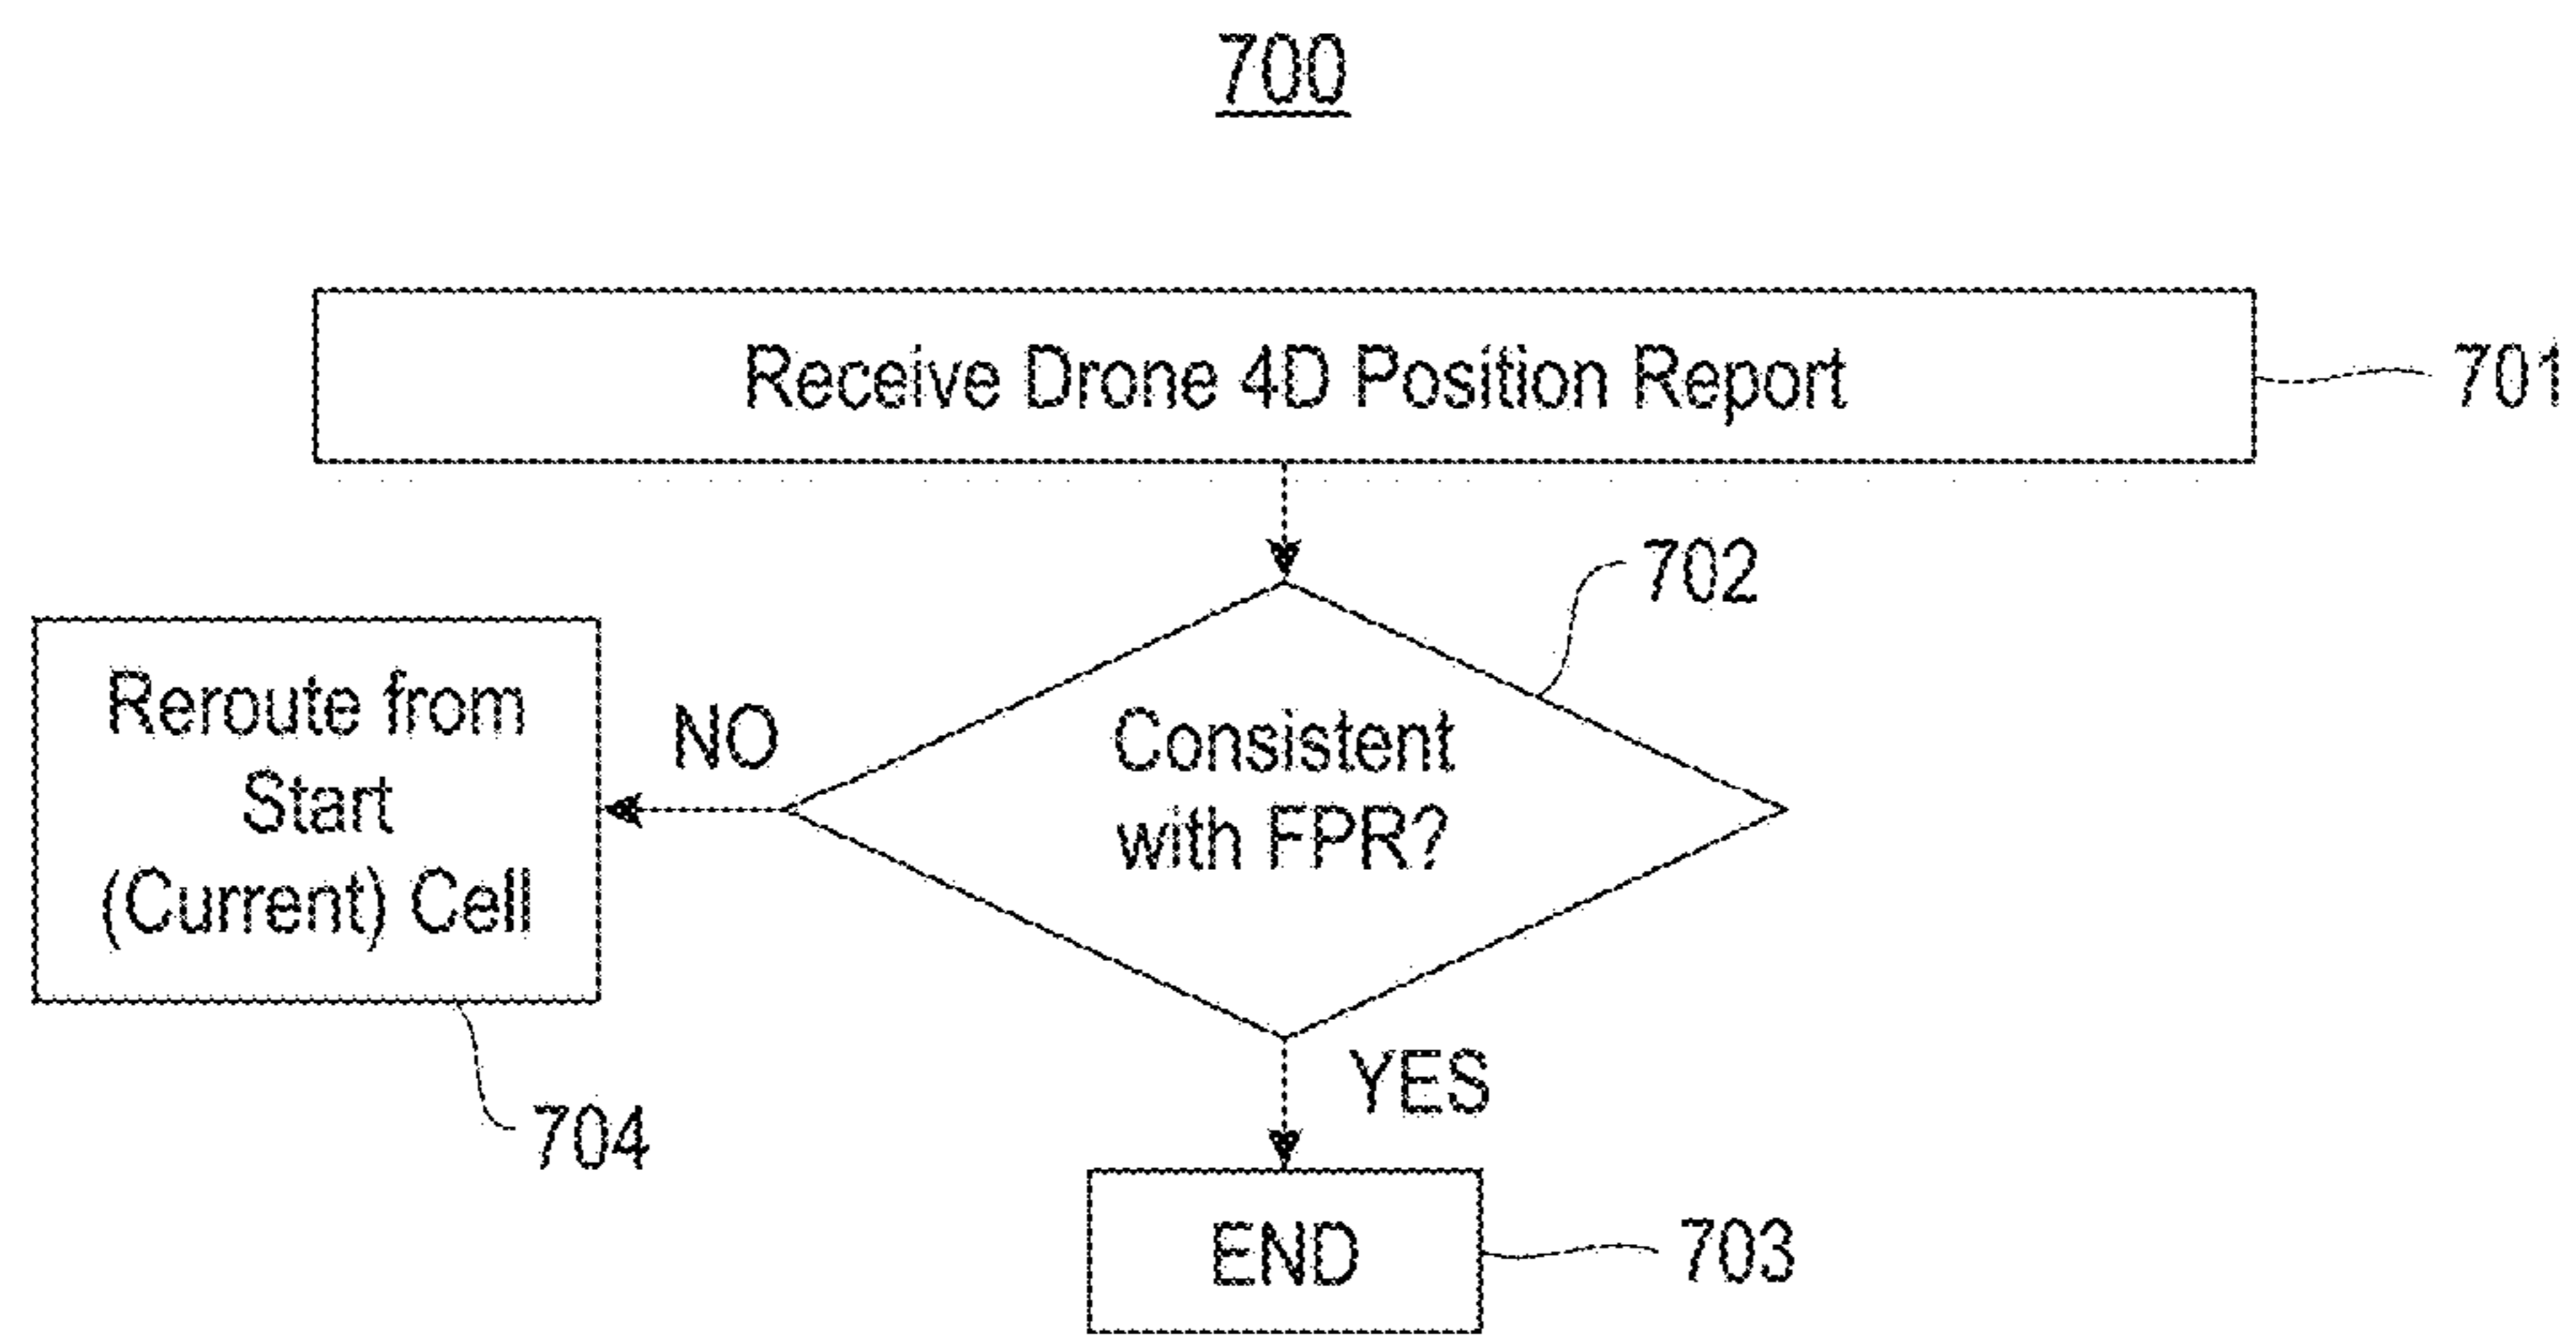 700
Receive Drone 4D Position Report
701
702
Consistent
with FPR?
NO
Reroute from
Start
(Current) Cell
704
YES
END
703